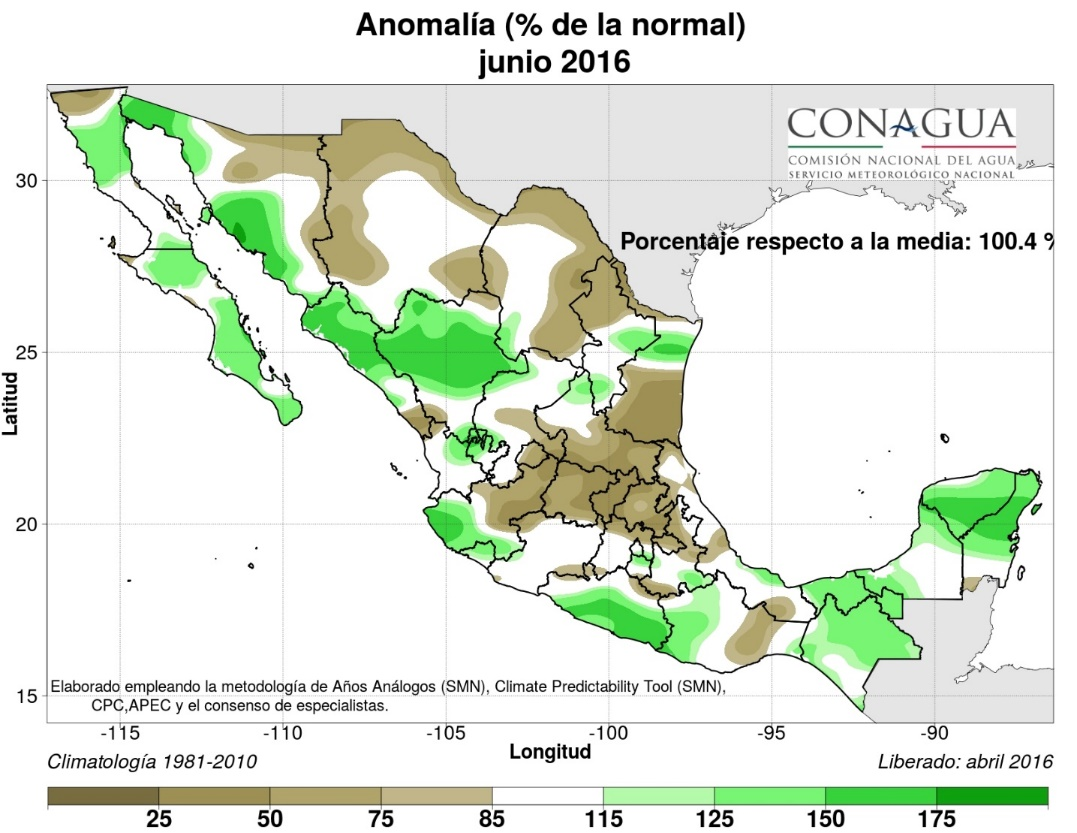 Anomalía (% de la normal)
junio 2016
CONAGUA
COMISIÓN NACIONAL DEL AGUA
SERVICIO METEOROLÓGICO NACIONAL
Porcentaje respecto a la media: 100.4 %
30
25
20
15
Latitud
Elaborado empleando la metodología de Años Análogos (SMN), Climate Predictability Tool (SMN),
CPC,APEC y el consenso de especialistas.
-115 -110 -105 -100 -95 -90
Longitud
Climatología 1981-2010 Liberado: abril 2016
25 50 75 85 115 125 150 175